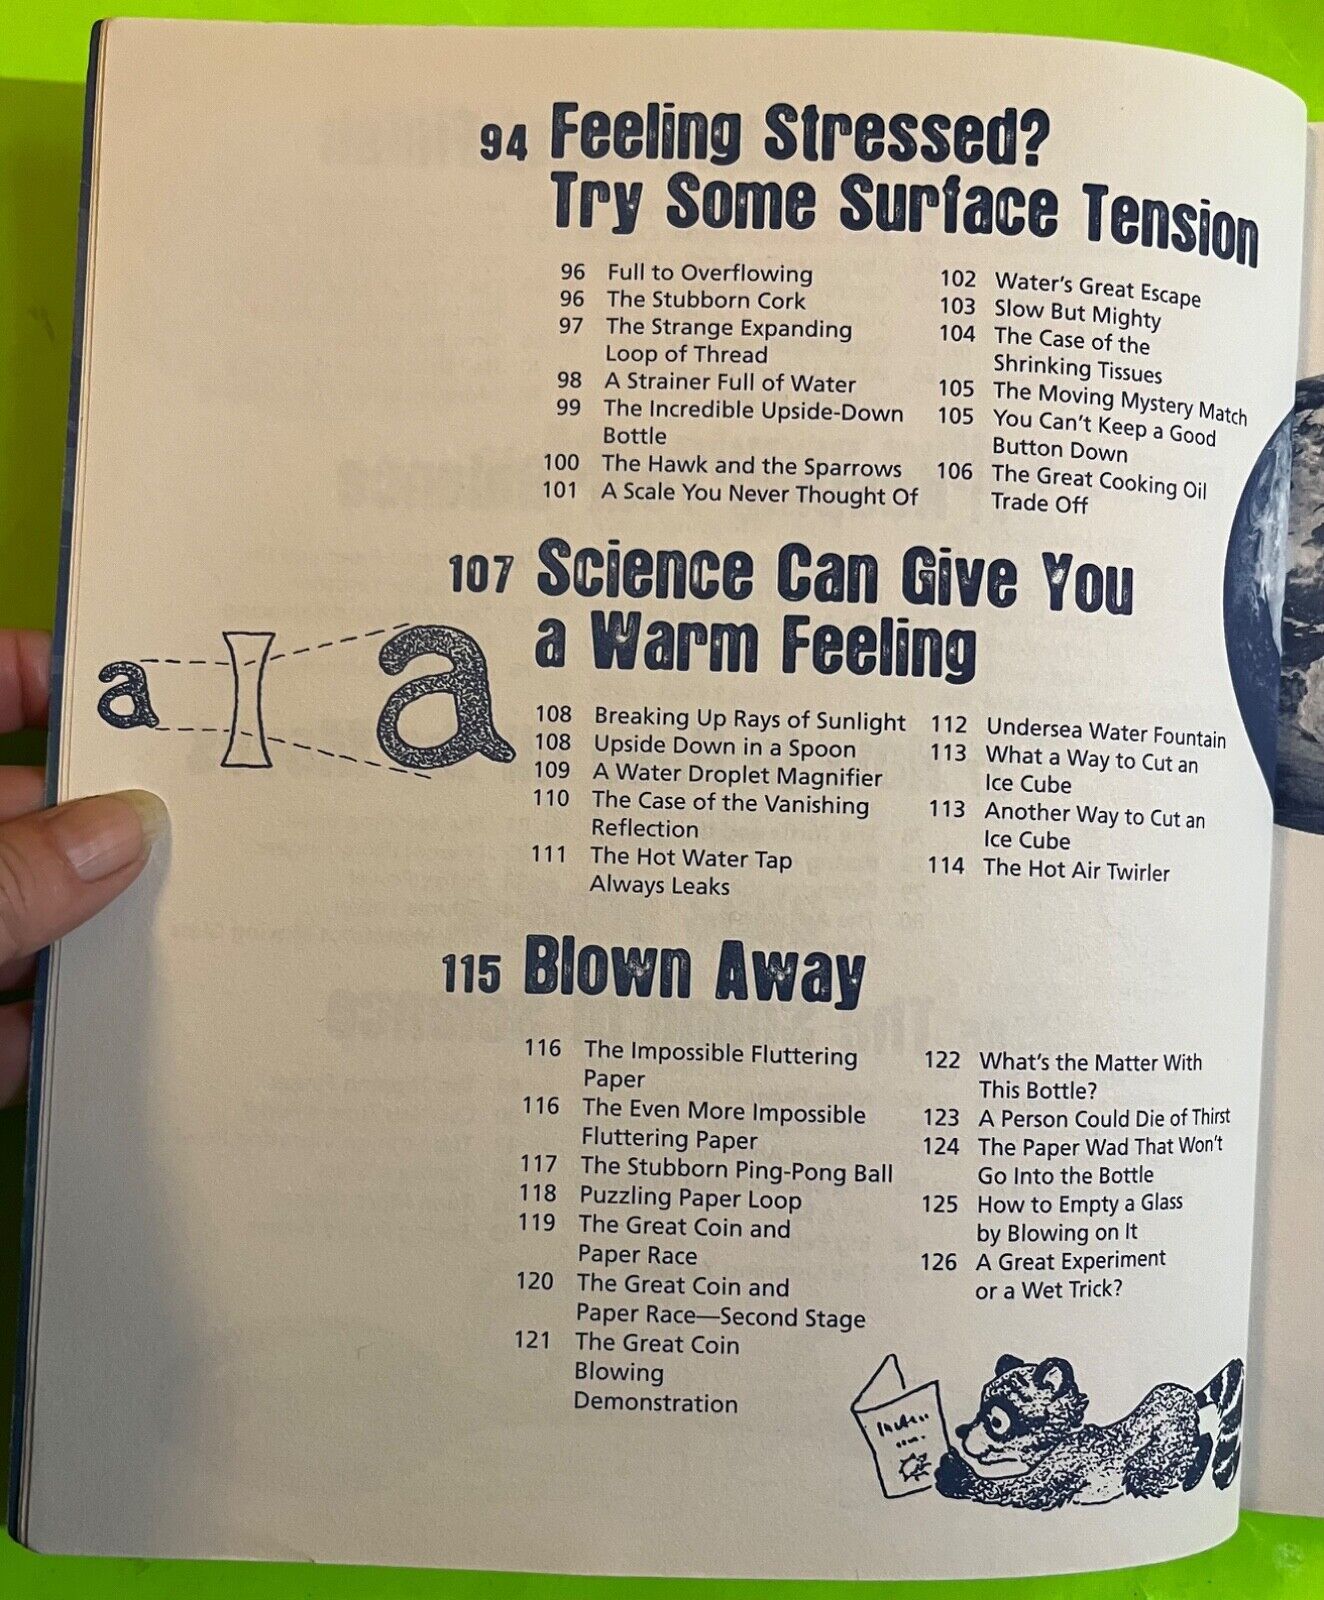 94 Feeling Stressed?
Try Some Surface Tension
96 Full to Overflowing
96 The Stubborn Cork
97 The Strange Expanding
Loop of Thread
98 A Strainer Full of Water
99 The Incredible Upside-Down
Bottle
100 The Hawk and the Sparrows
101 A Scale You Never Thought Of
102 Water's Great Escape
103 Slow But Mighty
104 The Case of the
Shrinking Tissues
105 The Moving Mystery Match
105 You Can't Keep a Good
Button Down
106 The Great Cooking Oil
Trade Off
107 Science Can Give You
a Warm Feeling
a a
108 Breaking Up Rays of Sunlight
108 Upside Down in a Spoon
109 A Water Droplet Magnifier
110 The Case of the Vanishing
Reflection
111 The Hot Water Tap
Always Leaks
112 Undersea Water Fountain
113 What a Way to Cut an
Ice Cube
113 Another Way to Cut an
Ice Cube
114 The Hot Air Twirler
115 Blown Away
116 The Impossible Fluttering
Paper
116 The Even More Impossible
Fluttering Paper
117 The Stubborn Ping-Pong Ball
118 Puzzling Paper Loop
119 The Great Coin and
Paper Race
120 The Great Coin and
Paper Race—Second Stage
121 The Great Coin
Blowing
Demonstration
122 What's the Matter With
This Bottle?
123 A Person Could Die of Thirst
124 The Paper Wad That Won't
Go Into the Bottle
125 How to Empty a Glass
by Blowing on It
126 A Great Experiment
or a Wet Trick?